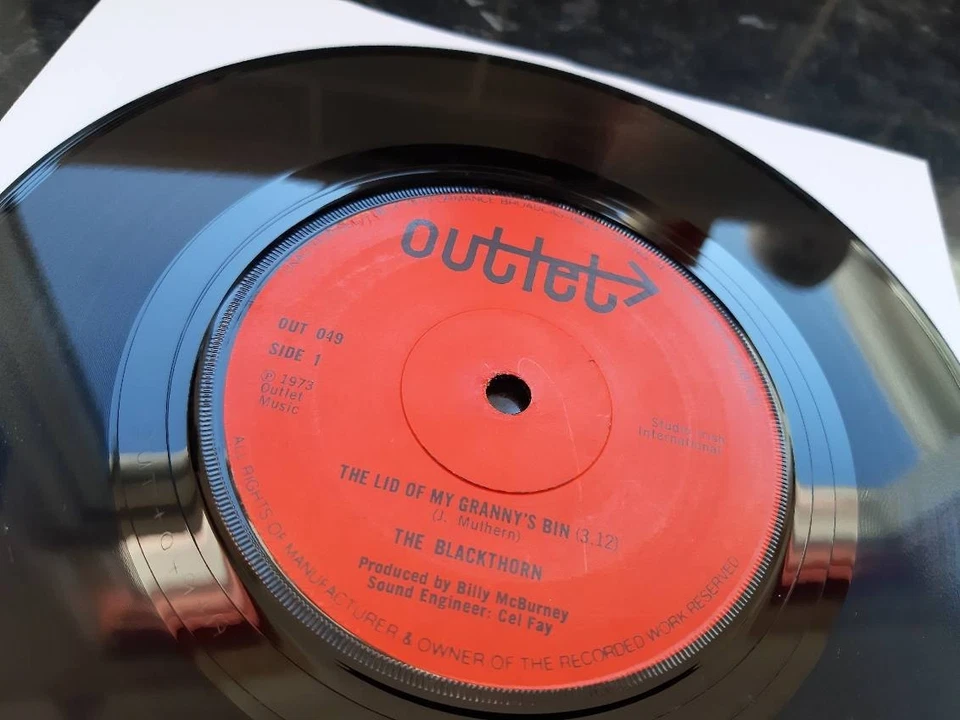 outlet
OUT 049
SIDE 1
℗ 1973
Outlet
Music
International
THE LID OF MY GRANNY'S BIN (3.12)
(J. Mulhern)
THE BLACKTHORN
Produced by Billy McBurney
Sound Engineer: Cel Fay
ALL RIGHTS OF MANUFACTURER & OWNER OF THE RECORDED WORK RESERVED